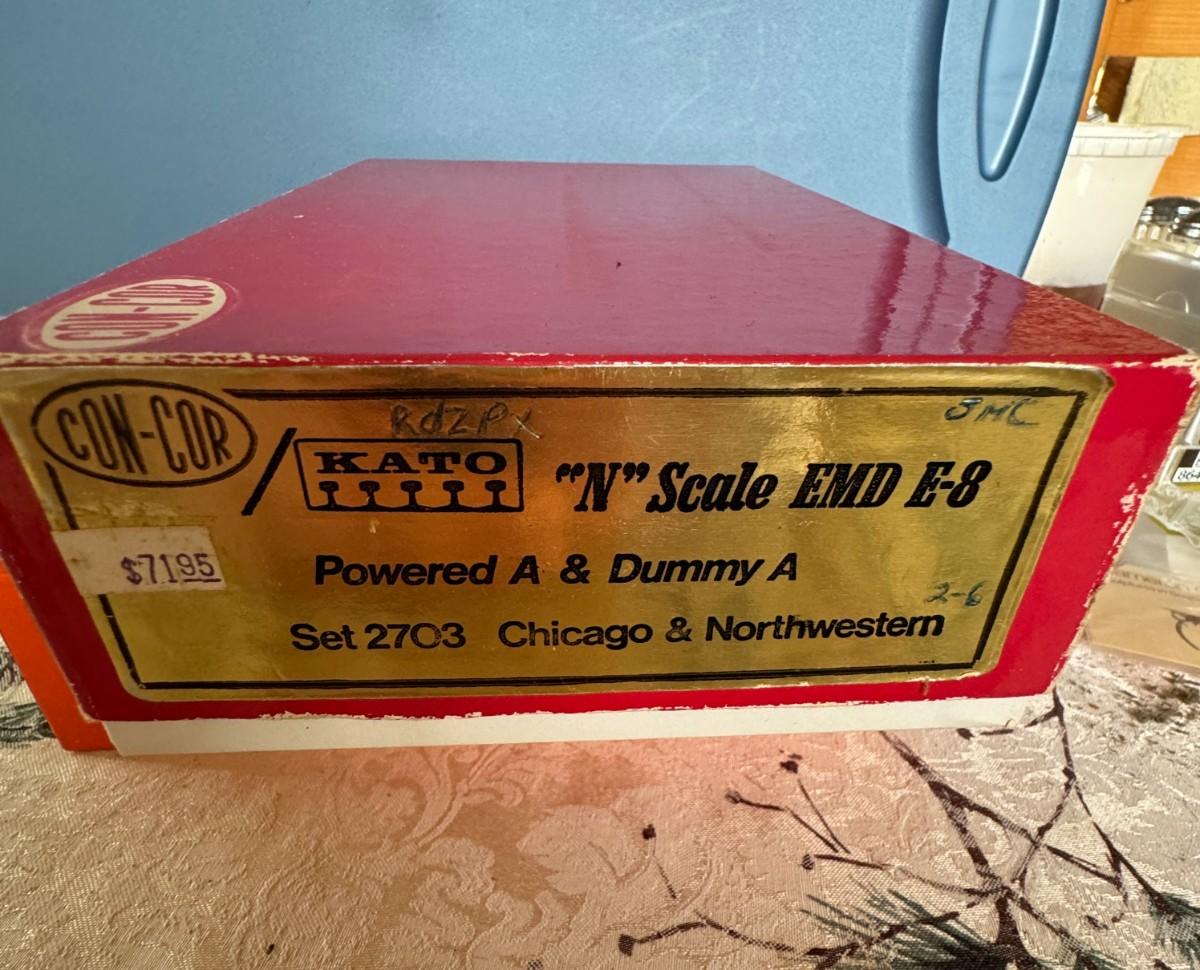 CON-COR
CON-COR / KATO "N" Scale EMD E-8
RdZPX
3MC
$71.95
Powered A & Dummy A
2-6
Set 2703 Chicago & Northwestern